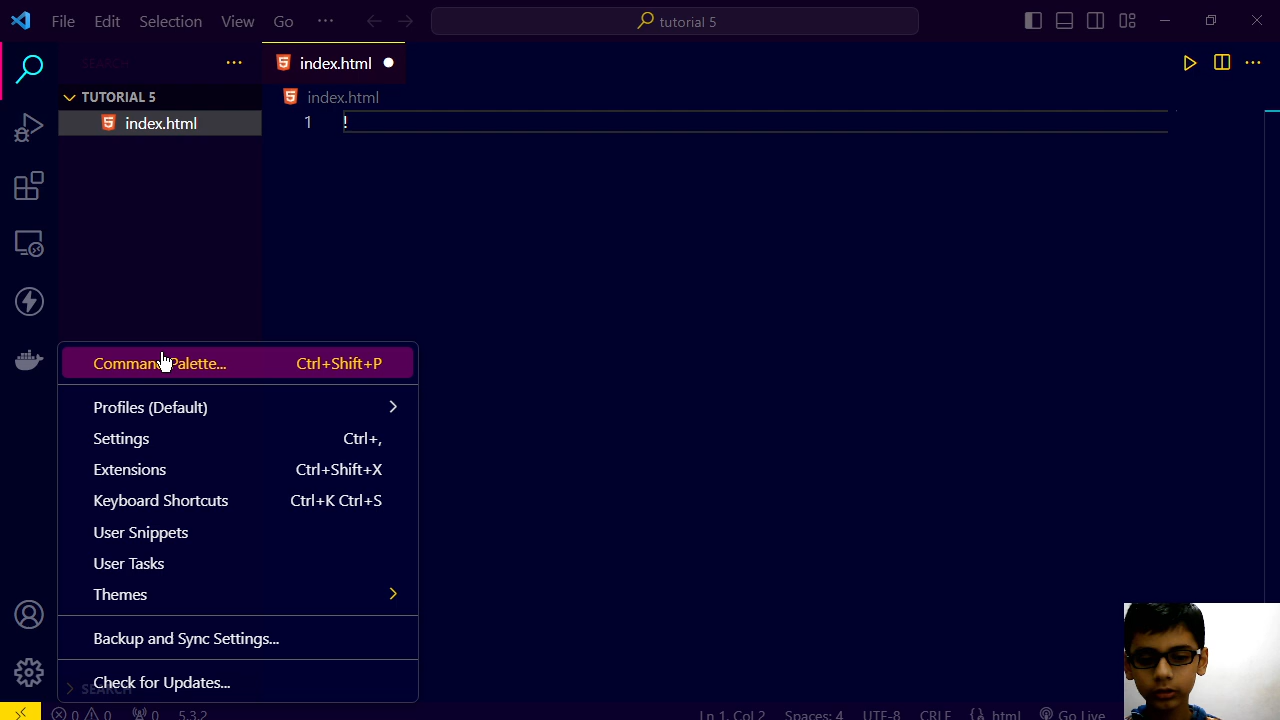 File Edit Selection View Go ···
tutorial 5
SEARCH ···
index.html
TUTORIAL 5
index.html
index.html
1 !
Command Palette... Ctrl+Shift+P
Profiles (Default)
Settings Ctrl+,
Extensions Ctrl+Shift+X
Keyboard Shortcuts Ctrl+K Ctrl+S
User Snippets
User Tasks
Themes
Backup and Sync Settings...
Check for Updates...
SEARCH
0 0 0 5.3.2 Ln 1, Col 2 Spaces: 4 UTF-8 CRLF {} html Go Live